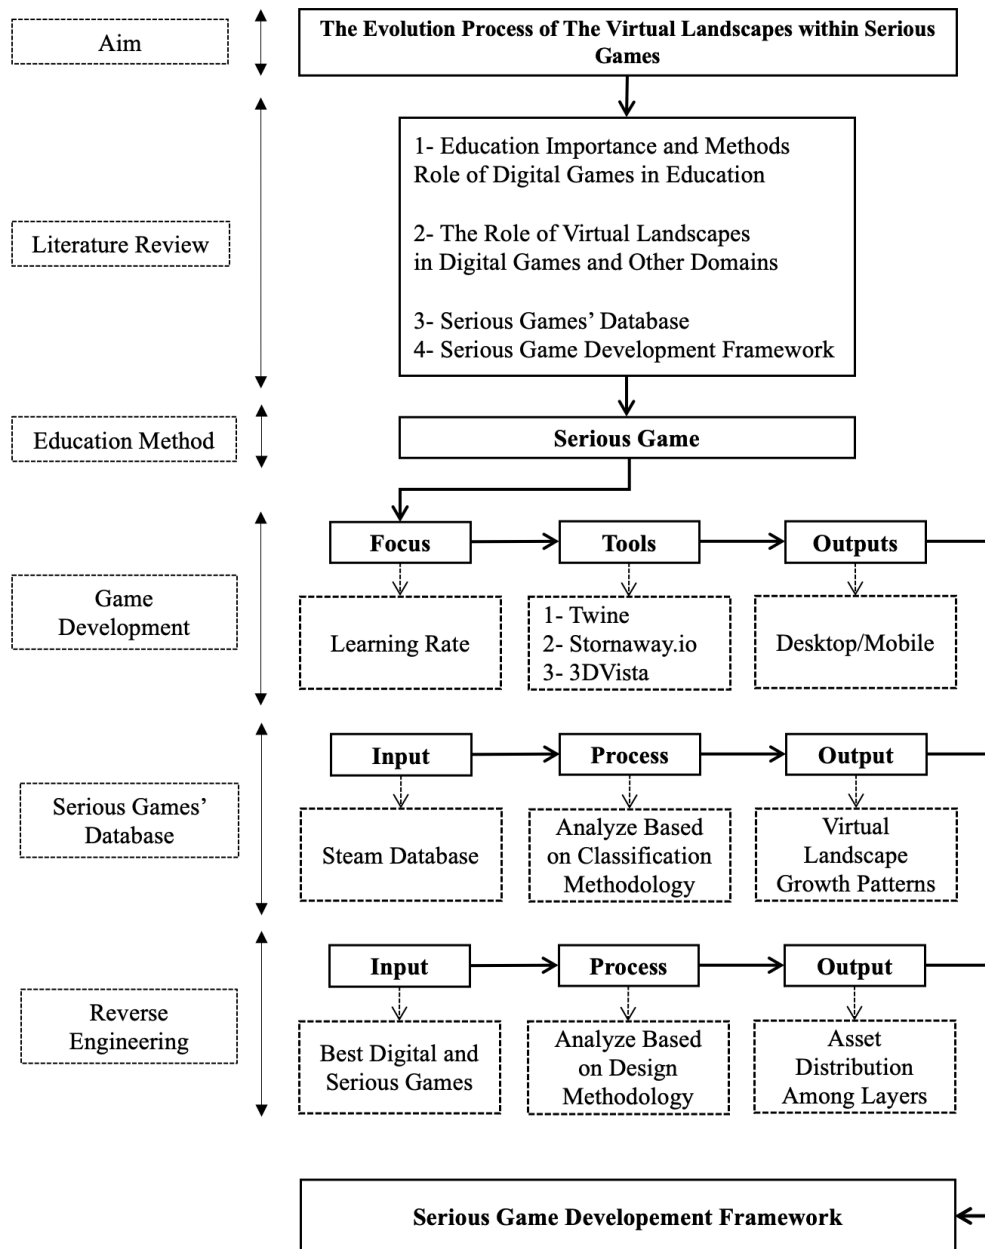 Aim
The Evolution Process of The Virtual Landscapes within Serious
Games
Literature Review
1- Education Importance and Methods
Role of Digital Games in Education
2- The Role of Virtual Landscapes
in Digital Games and Other Domains
3- Serious Games’ Database
4- Serious Game Development Framework
Education Method
Serious Game
Game
Development
Focus
Tools
Outputs
Learning Rate
1- Twine
2- Stornaway.io
3- 3DVista
Desktop/Mobile
Serious Games’
Database
Input
Process
Output
Steam Database
Analyze Based
on Classification
Methodology
Virtual
Landscape
Growth Patterns
Reverse
Engineering
Input
Process
Output
Best Digital and
Serious Games
Analyze Based
on Design
Methodology
Asset
Distribution
Among Layers
Serious Game Developement Framework